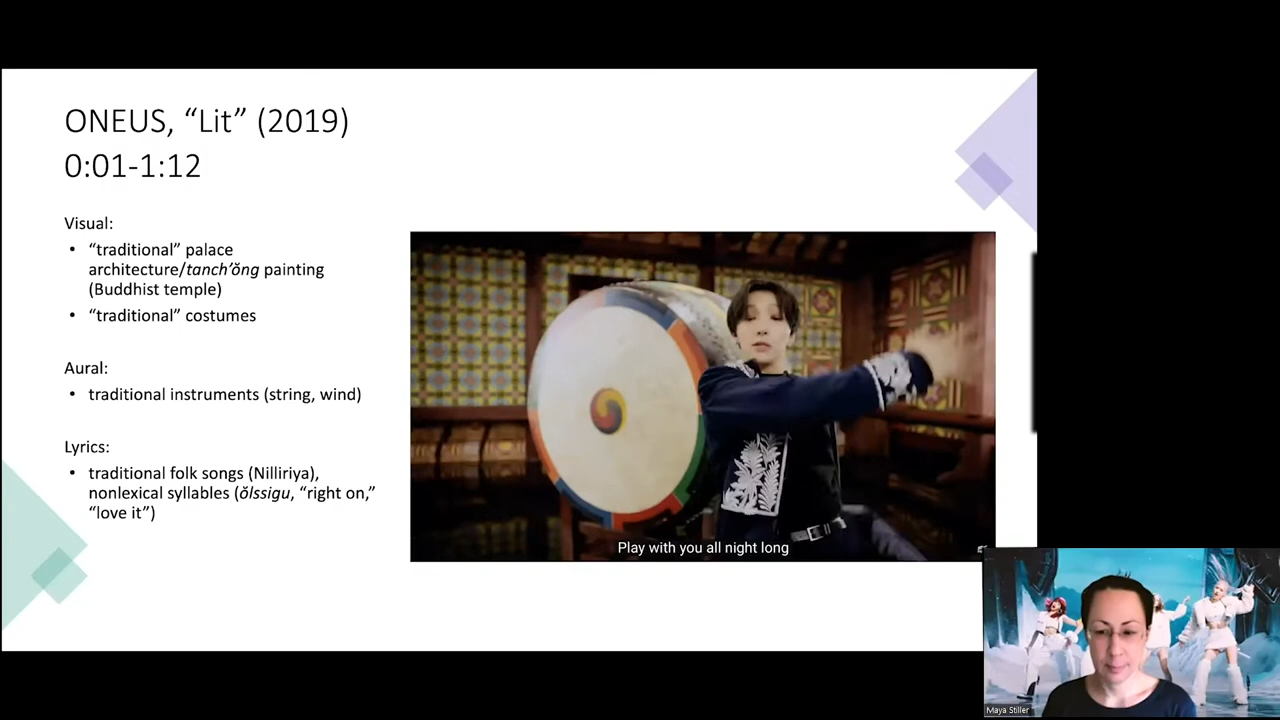 ONEUS, “Lit” (2019)
0:01-1:12
Visual:
• “traditional” palace
architecture/tanch’ŏng painting
(Buddhist temple)
• “traditional” costumes
Aural:
• traditional instruments (string, wind)
Lyrics:
• traditional folk songs (Nilliriya),
nonlexical syllables (ŏlssigu, “right on,”
“love it”)
Play with you all night long
Maya Stiller